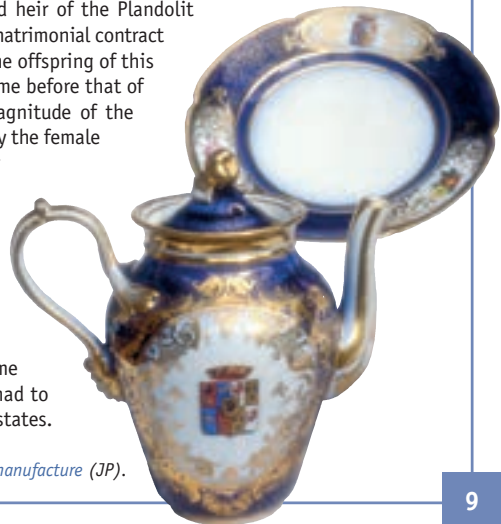 d heir of the Plandolit
matrimonial contract
he offspring of this
me before that of
agnitude of the
y the female
me
had to
states.
manufacture (JP).
9